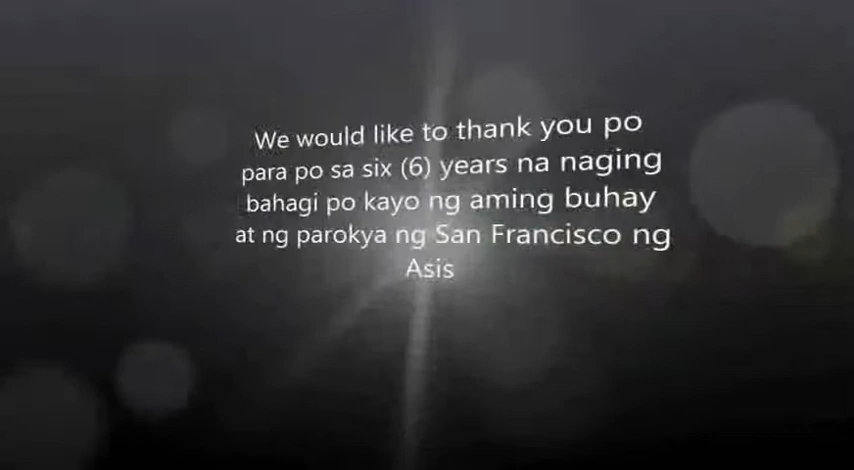 We would like to thank you po
para po sa six (6) years na naging
bahagi po kayo ng aming buhay
at ng parokya ng San Francisco ng
Asis